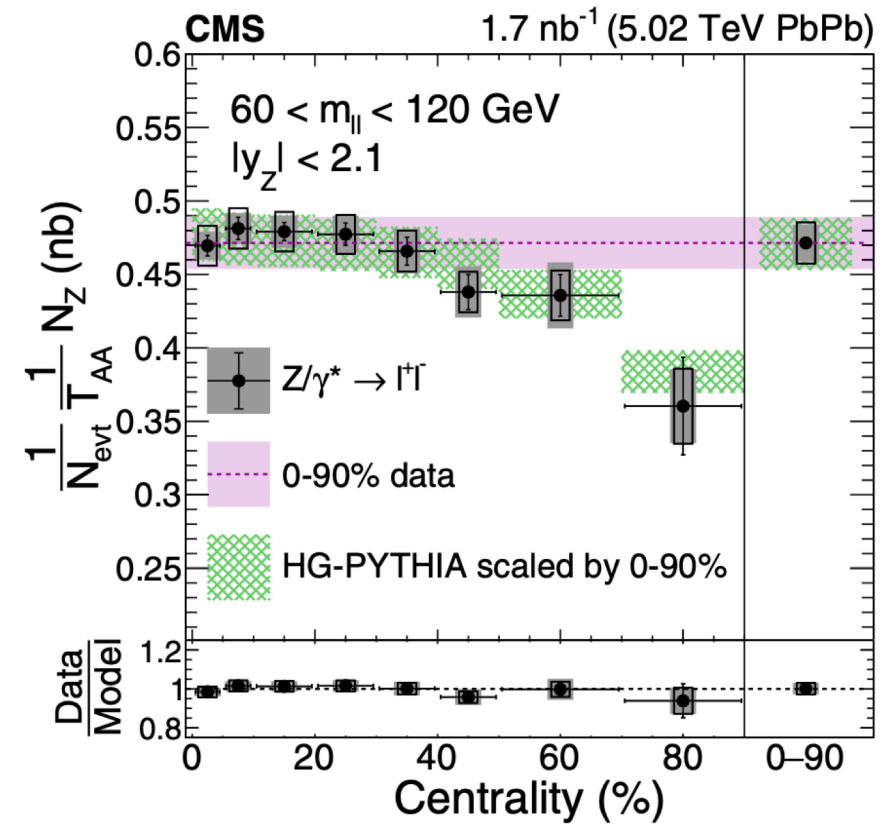 CMS 1.7 nb⁻¹ (5.02 TeV PbPb)
60 < m_ll < 120 GeV
|y_Z| < 2.1
1/N_evt 1/T_AA N_Z (nb)
0.6
0.55
0.5
0.45
0.4
0.35
0.3
0.25
Z/γ* → l⁺l⁻
0-90% data
HG-PYTHIA scaled by 0-90%
Data/Model
1.2
1
0.8
0 20 40 60 80 0–90
Centrality (%)